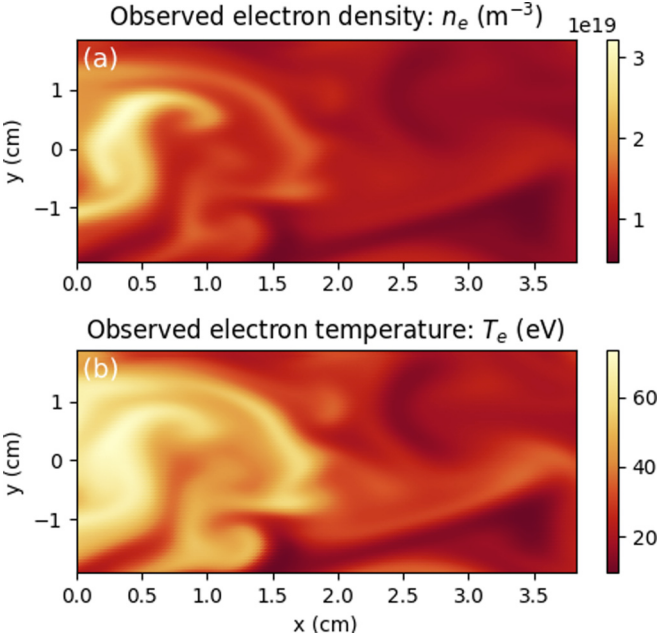 Observed electron density: nₑ (m⁻³)
1e19
(a)
y (cm)
1
0
−1
0.0 0.5 1.0 1.5 2.0 2.5 3.0 3.5
3
2
1
Observed electron temperature: Tₑ (eV)
(b)
y (cm)
1
0
−1
0.0 0.5 1.0 1.5 2.0 2.5 3.0 3.5
x (cm)
60
40
20